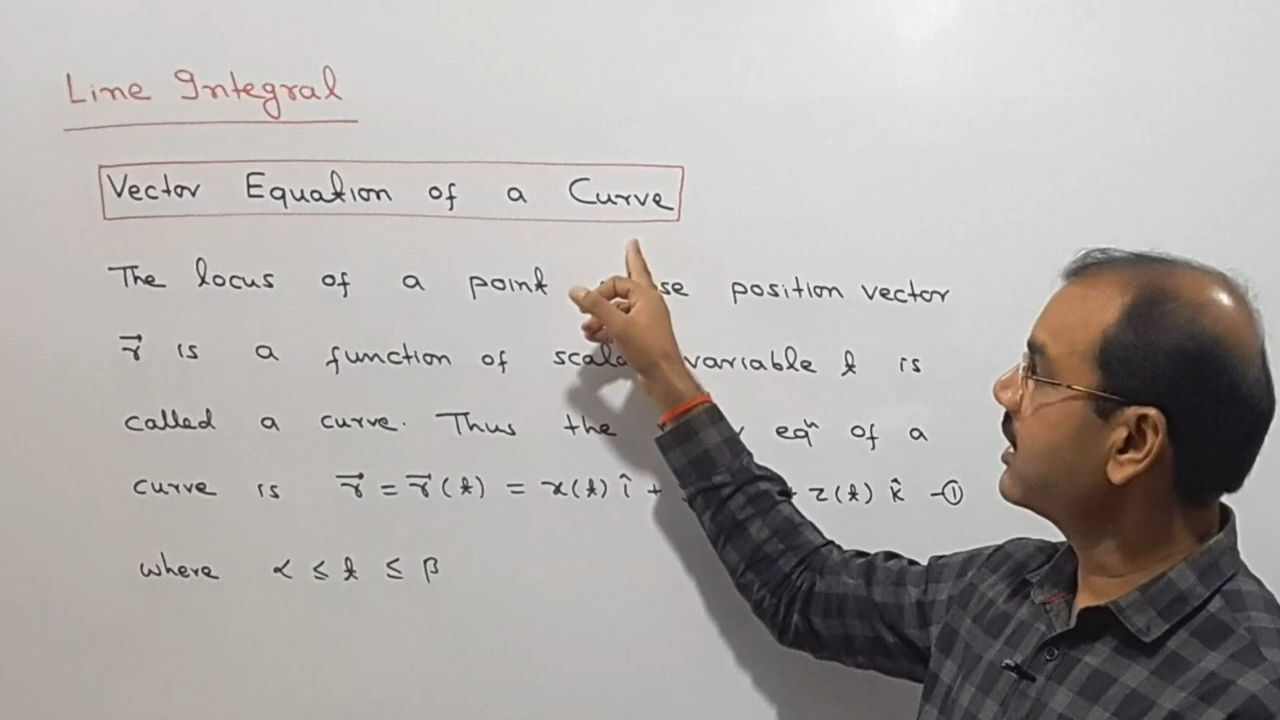 Line Integral
Vector Equation of a Curve
The locus of a point position vector
r⃗ is a function of variable t is
called a curve. Thus the eqⁿ of a
curve is r⃗ = r⃗(t) = x(t) î + + z(t) k̂ -①
where α ≤ t ≤ β